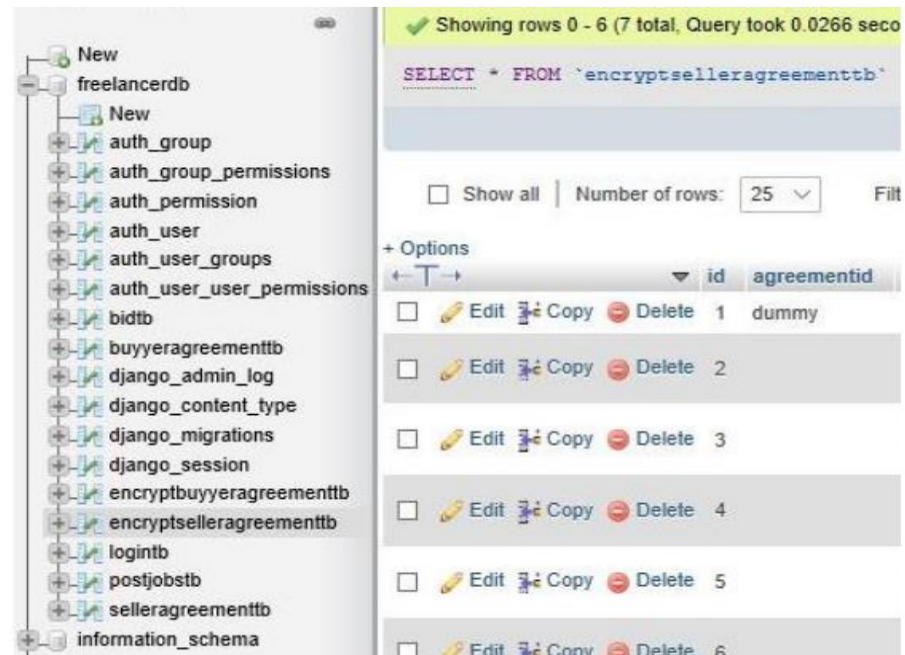 New
freelancerdb
New
auth_group
auth_group_permissions
auth_permission
auth_user
auth_user_groups
auth_user_user_permissions
bidtb
buyyeragreementtb
django_admin_log
django_content_type
django_migrations
django_session
encryptbuyyeragreementtb
encryptselleragreementtb
logintb
postjobstb
selleragreementtb
information_schema
Showing rows 0 - 6 (7 total, Query took 0.0266 seco
SELECT * FROM `encryptselleragreementtb`
Show all | Number of rows: 25 Filt
+ Options
←T→ id agreementid
Edit Copy Delete 1 dummy
Edit Copy Delete 2
Edit Copy Delete 3
Edit Copy Delete 4
Edit Copy Delete 5
Edit Copy Delete 6